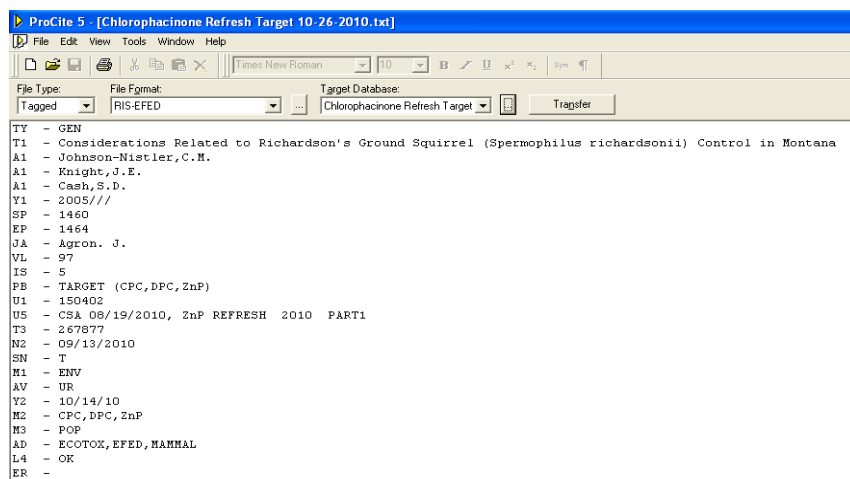 ProCite 5 - [Chlorophacinone Refresh Target 10-26-2010.txt]
File Edit View Tools Window Help
Times New Roman 10 B I U x² x₂ Sym ¶
File Type: File Format: Target Database:
Tagged RIS-EFED ... Chlorophacinone Refresh Target Transfer
TY - GEN
T1 - Considerations Related to Richardson's Ground Squirrel (Spermophilus richardsonii) Control in Montana
A1 - Johnson-Nistler,C.M.
A1 - Knight,J.E.
A1 - Cash,S.D.
Y1 - 2005///
SP - 1460
EP - 1464
JA - Agron. J.
VL - 97
IS - 5
PB - TARGET (CPC,DPC,ZnP)
U1 - 150402
U5 - CSA 08/19/2010, ZnP REFRESH 2010 PART1
T3 - 267877
N2 - 09/13/2010
SN - T
M1 - ENV
AV - UR
Y2 - 10/14/10
M2 - CPC,DPC,ZnP
M3 - POP
AD - ECOTOX,EFED,MAMMAL
L4 - OK
ER -